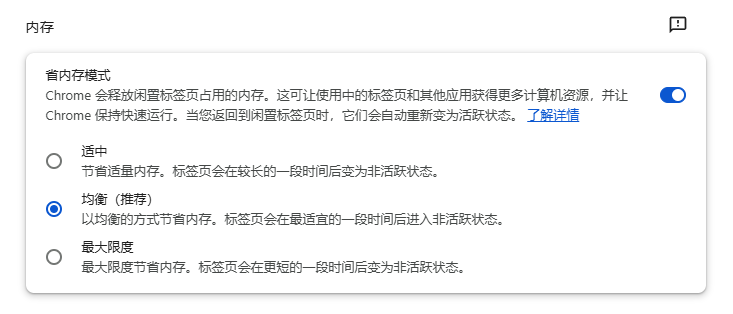 内存
省内存模式
Chrome 会释放闲置标签页占用的内存。这可让使用中的标签页和其他应用获得更多计算机资源，并让
Chrome 保持快速运行。当您返回到闲置标签页时，它们会自动重新变为活跃状态。 了解详情
适中
节省适量内存。标签页会在较长的一段时间后变为非活跃状态。
均衡（推荐）
以均衡的方式节省内存。标签页会在最适宜的一段时间后进入非活跃状态。
最大限度
最大限度节省内存。标签页会在更短的一段时间后变为非活跃状态。